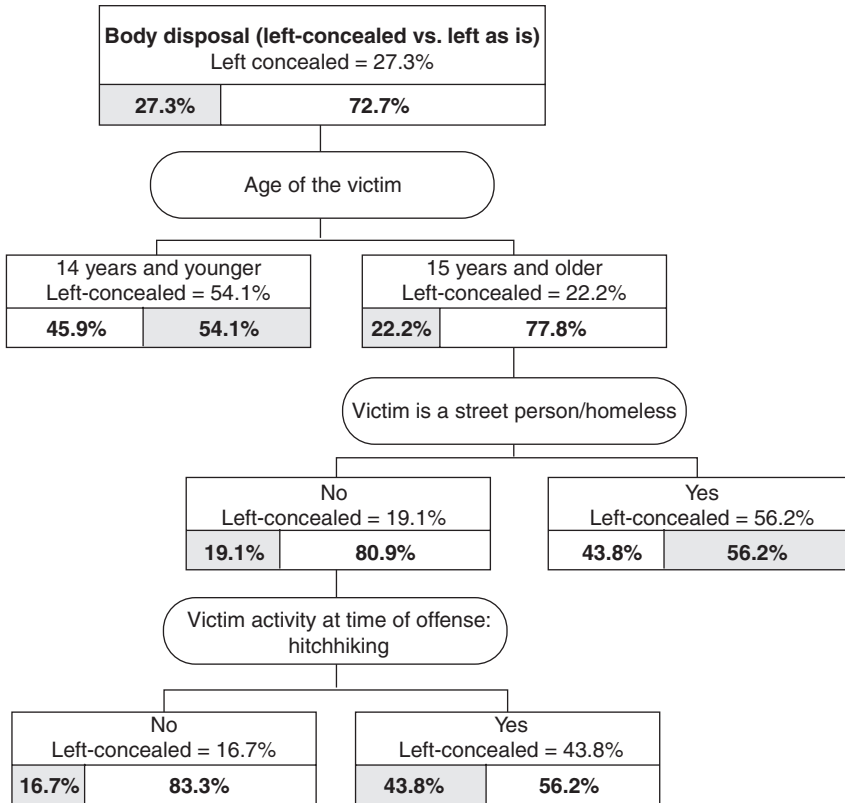 Body disposal (left-concealed vs. left as is)
Left concealed = 27.3%
27.3% 72.7%
Age of the victim
14 years and younger
Left-concealed = 54.1%
45.9% 54.1%
15 years and older
Left-concealed = 22.2%
22.2% 77.8%
Victim is a street person/homeless
No
Left-concealed = 19.1%
19.1% 80.9%
Yes
Left-concealed = 56.2%
43.8% 56.2%
Victim activity at time of offense:
hitchhiking
No
Left-concealed = 16.7%
16.7% 83.3%
Yes
Left-concealed = 43.8%
43.8% 56.2%